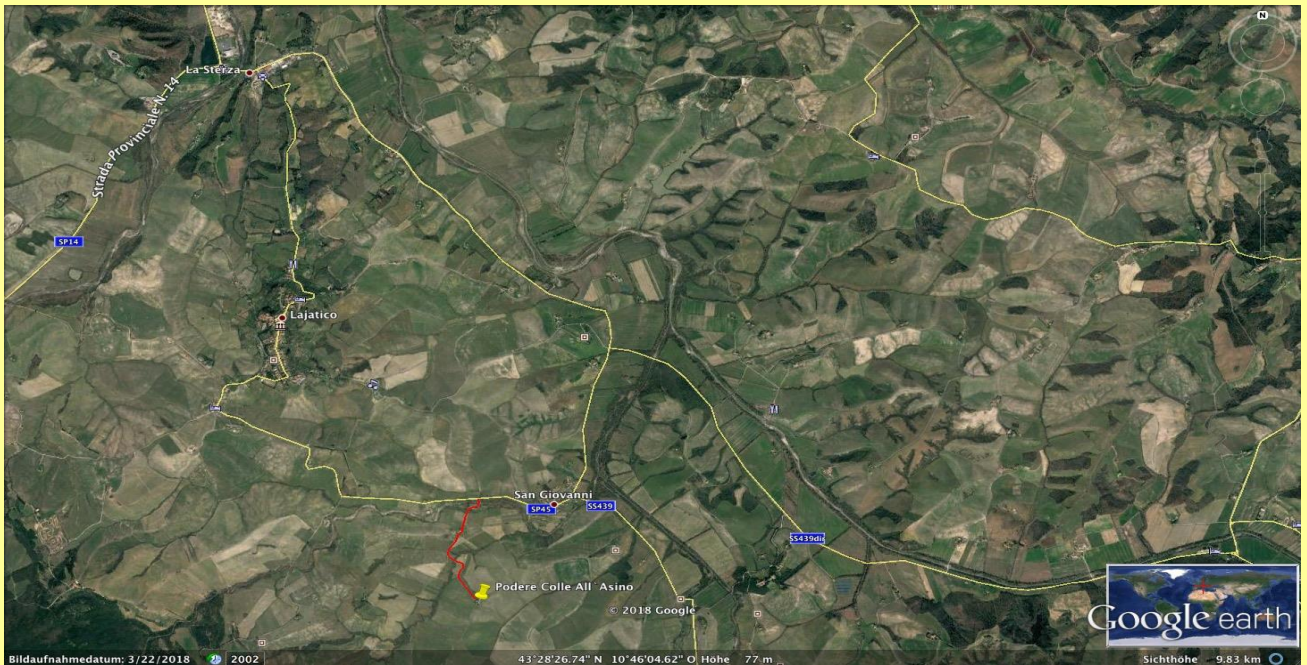 N
La Sterza
Strada Provinciale N. 14
SP14
Lajatico
San Giovanni
SP45
SS439
SS439dir
Podere Colle All´Asino
© 2018 Google
Google earth
Bildaufnahmedatum: 3/22/2018
2002
43°28'26.74" N 10°46'04.62" O Höhe 77 m
Sichthöhe 9.83 km